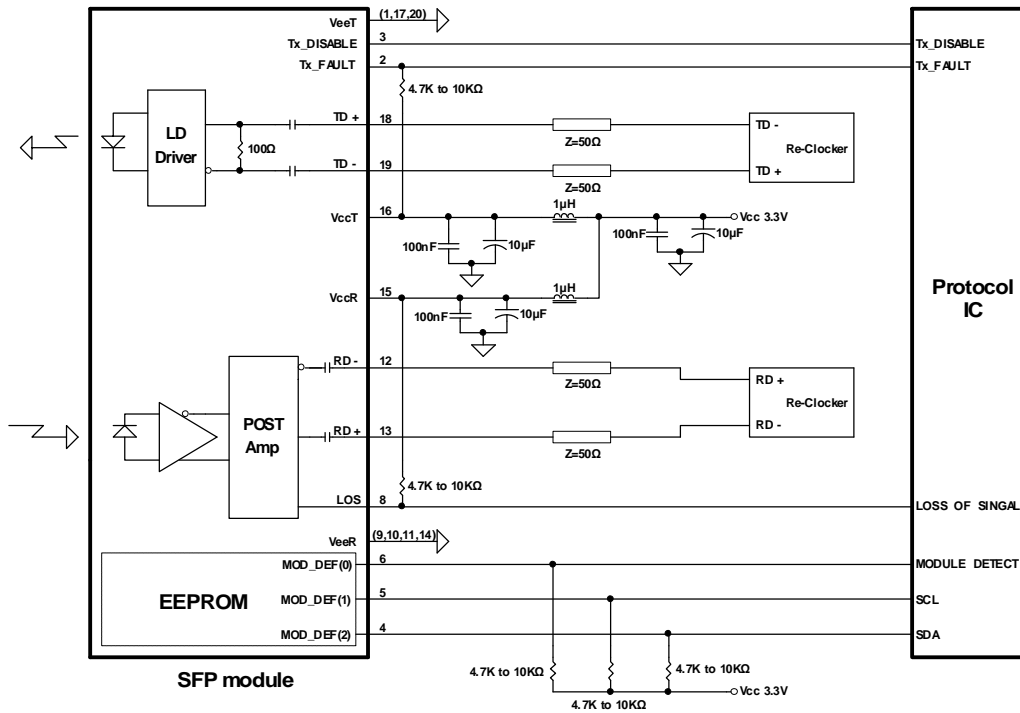 VeeT (1,17,20)
Tx_DISABLE 3 Tx_DISABLE
Tx_FAULT 2 Tx_FAULT
4.7K to 10KΩ
LD
Driver
100Ω
TD + 18 Z=50Ω TD -
Re-Clocker
TD - 19 Z=50Ω TD +
VccT 16 1µH Vcc 3.3V
100nF 10µF 100nF 10µF
VccR 15 1µH
100nF 10µF
Protocol
IC
RD - 12 Z=50Ω RD +
Re-Clocker
POST
Amp
RD+ 13 Z=50Ω RD -
4.7K to 10KΩ
LOS 8 LOSS OF SINGAL
VeeR (9,10,11,14)
MOD_DEF(0) 6 MODULE DETECT
EEPROM
MOD_DEF(1) 5 SCL
MOD_DEF(2) 4 SDA
4.7K to 10KΩ 4.7K to 10KΩ
4.7K to 10KΩ
Vcc 3.3V
SFP module